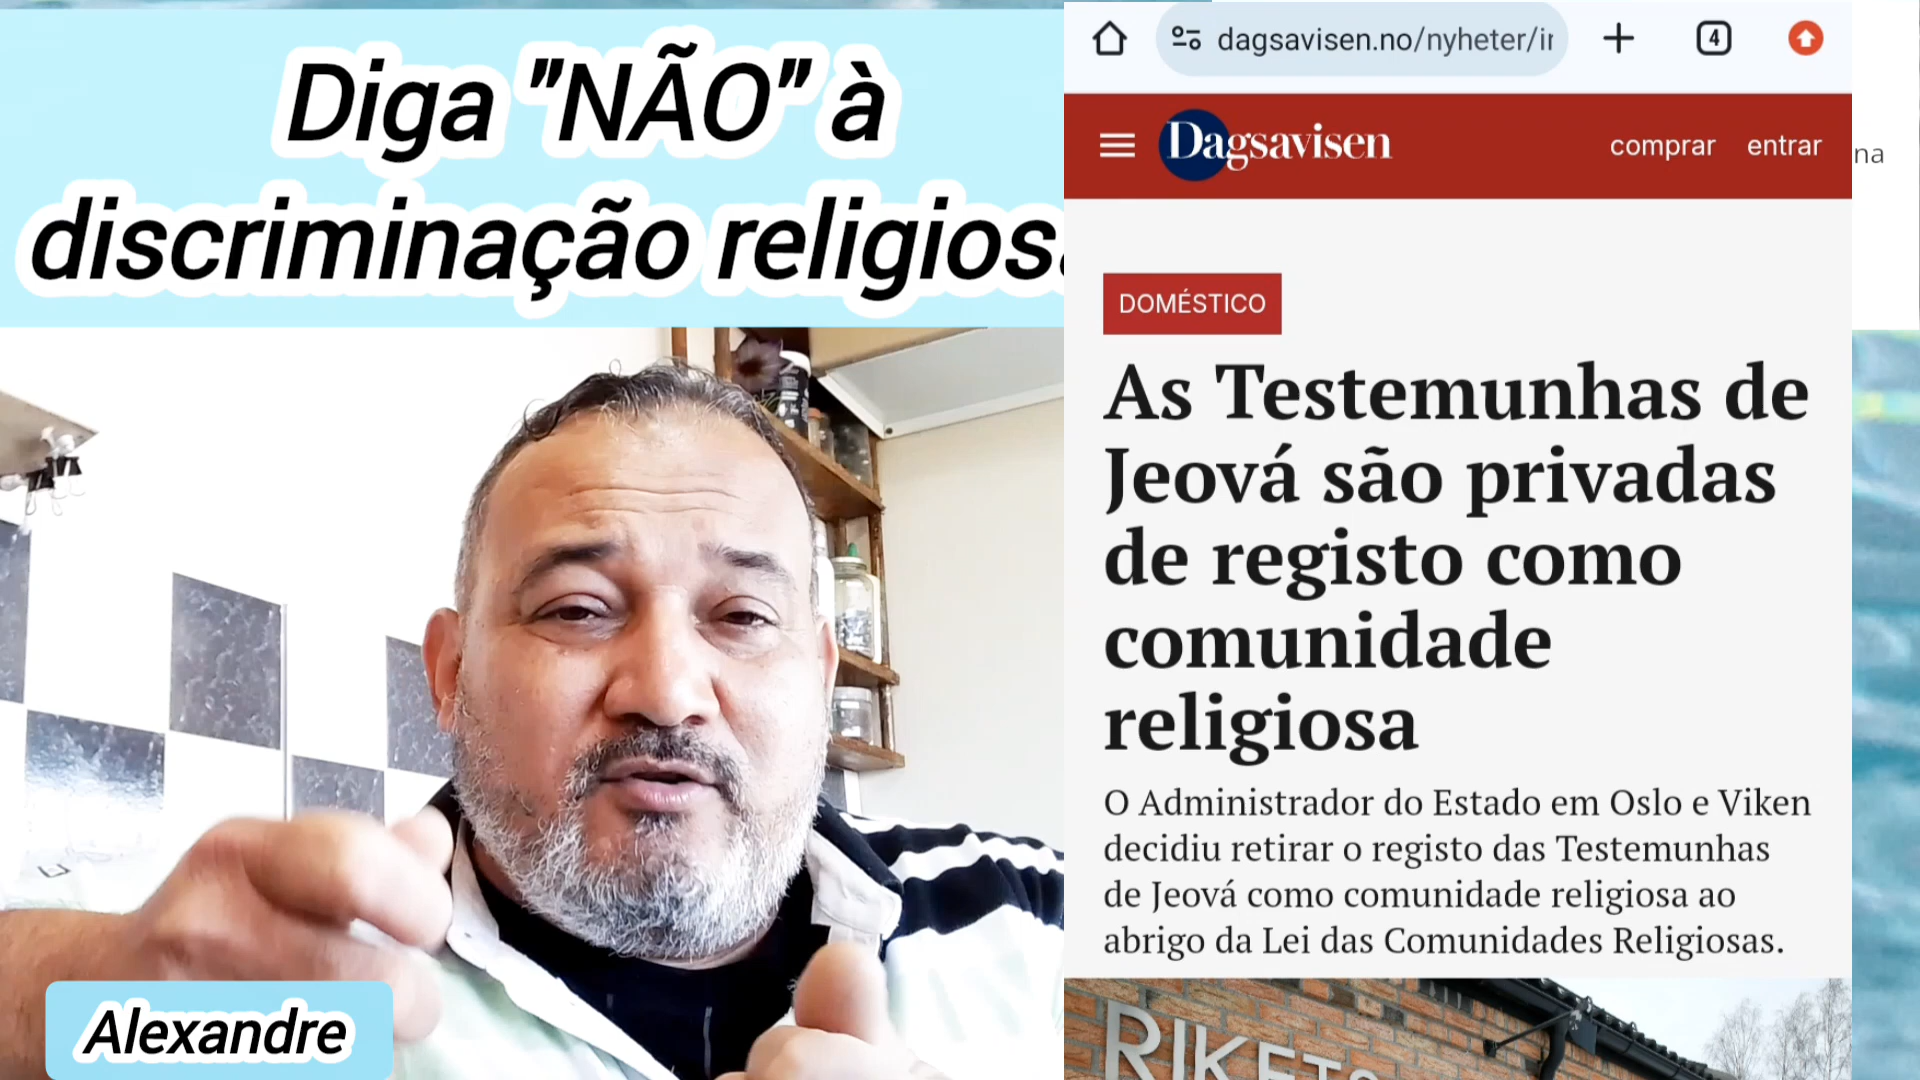 Diga "NÃO" à
discriminação religios
Alexandre
dagsavisen.no/nyheter/ir
4
Dagsavisen
comprar
entrar
na
DOMÉSTICO
As Testemunhas de
Jeová são privadas
de registo como
comunidade
religiosa
O Administrador do Estado em Oslo e Viken
decidiu retirar o registo das Testemunhas
de Jeová como comunidade religiosa ao
abrigo da Lei das Comunidades Religiosas.
RIKETS